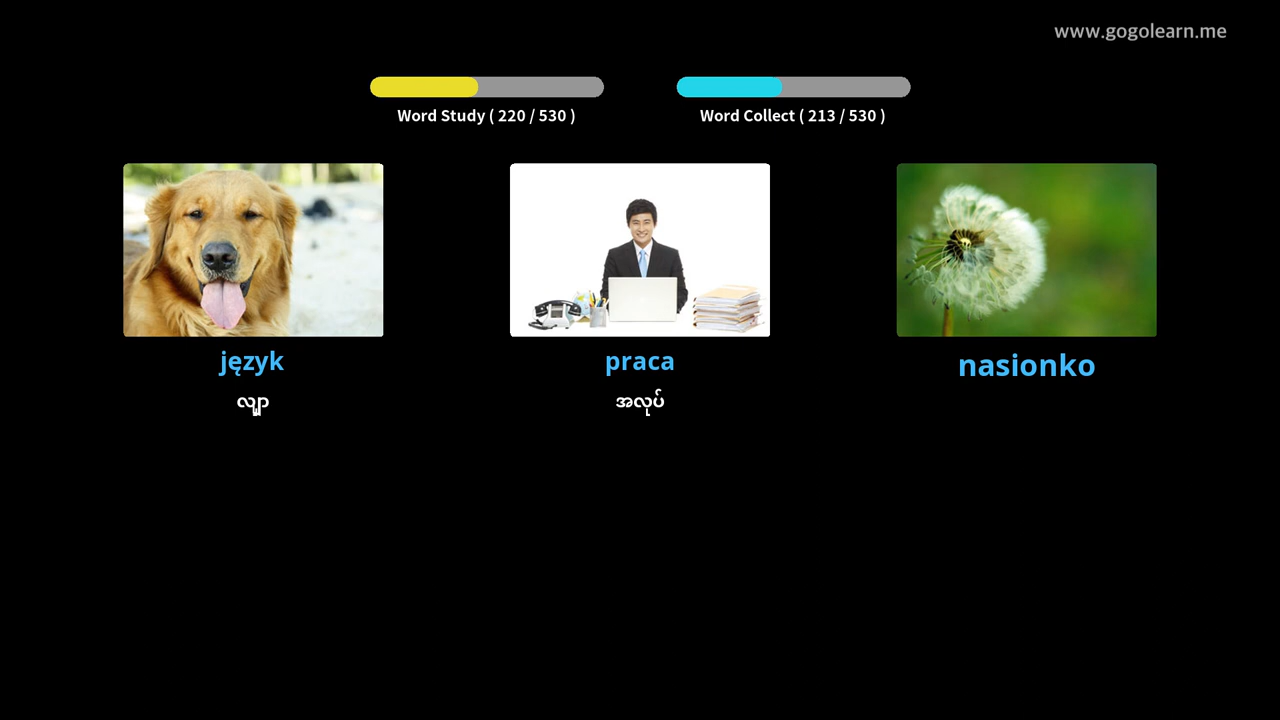 www.gogolearn.me
Word Study ( 220 / 530 )
Word Collect ( 213 / 530 )
język
praca
nasionko
လျှာ
အလုပ်